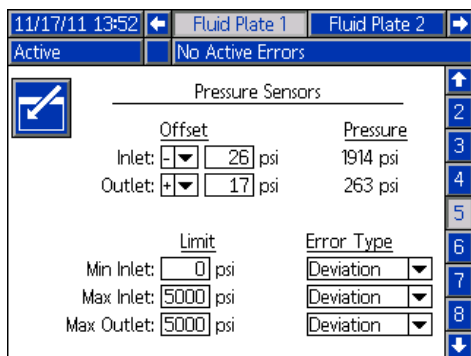 11/17/11 13:52 Fluid Plate 1 Fluid Plate 2
Active No Active Errors
Pressure Sensors
Offset Pressure
Inlet: - 26 psi 1914 psi
Outlet: + 17 psi 263 psi
Limit Error Type
Min Inlet: 0 psi Deviation
Max Inlet: 5000 psi Deviation
Max Outlet: 5000 psi Deviation
2
3
4
5
6
7
8